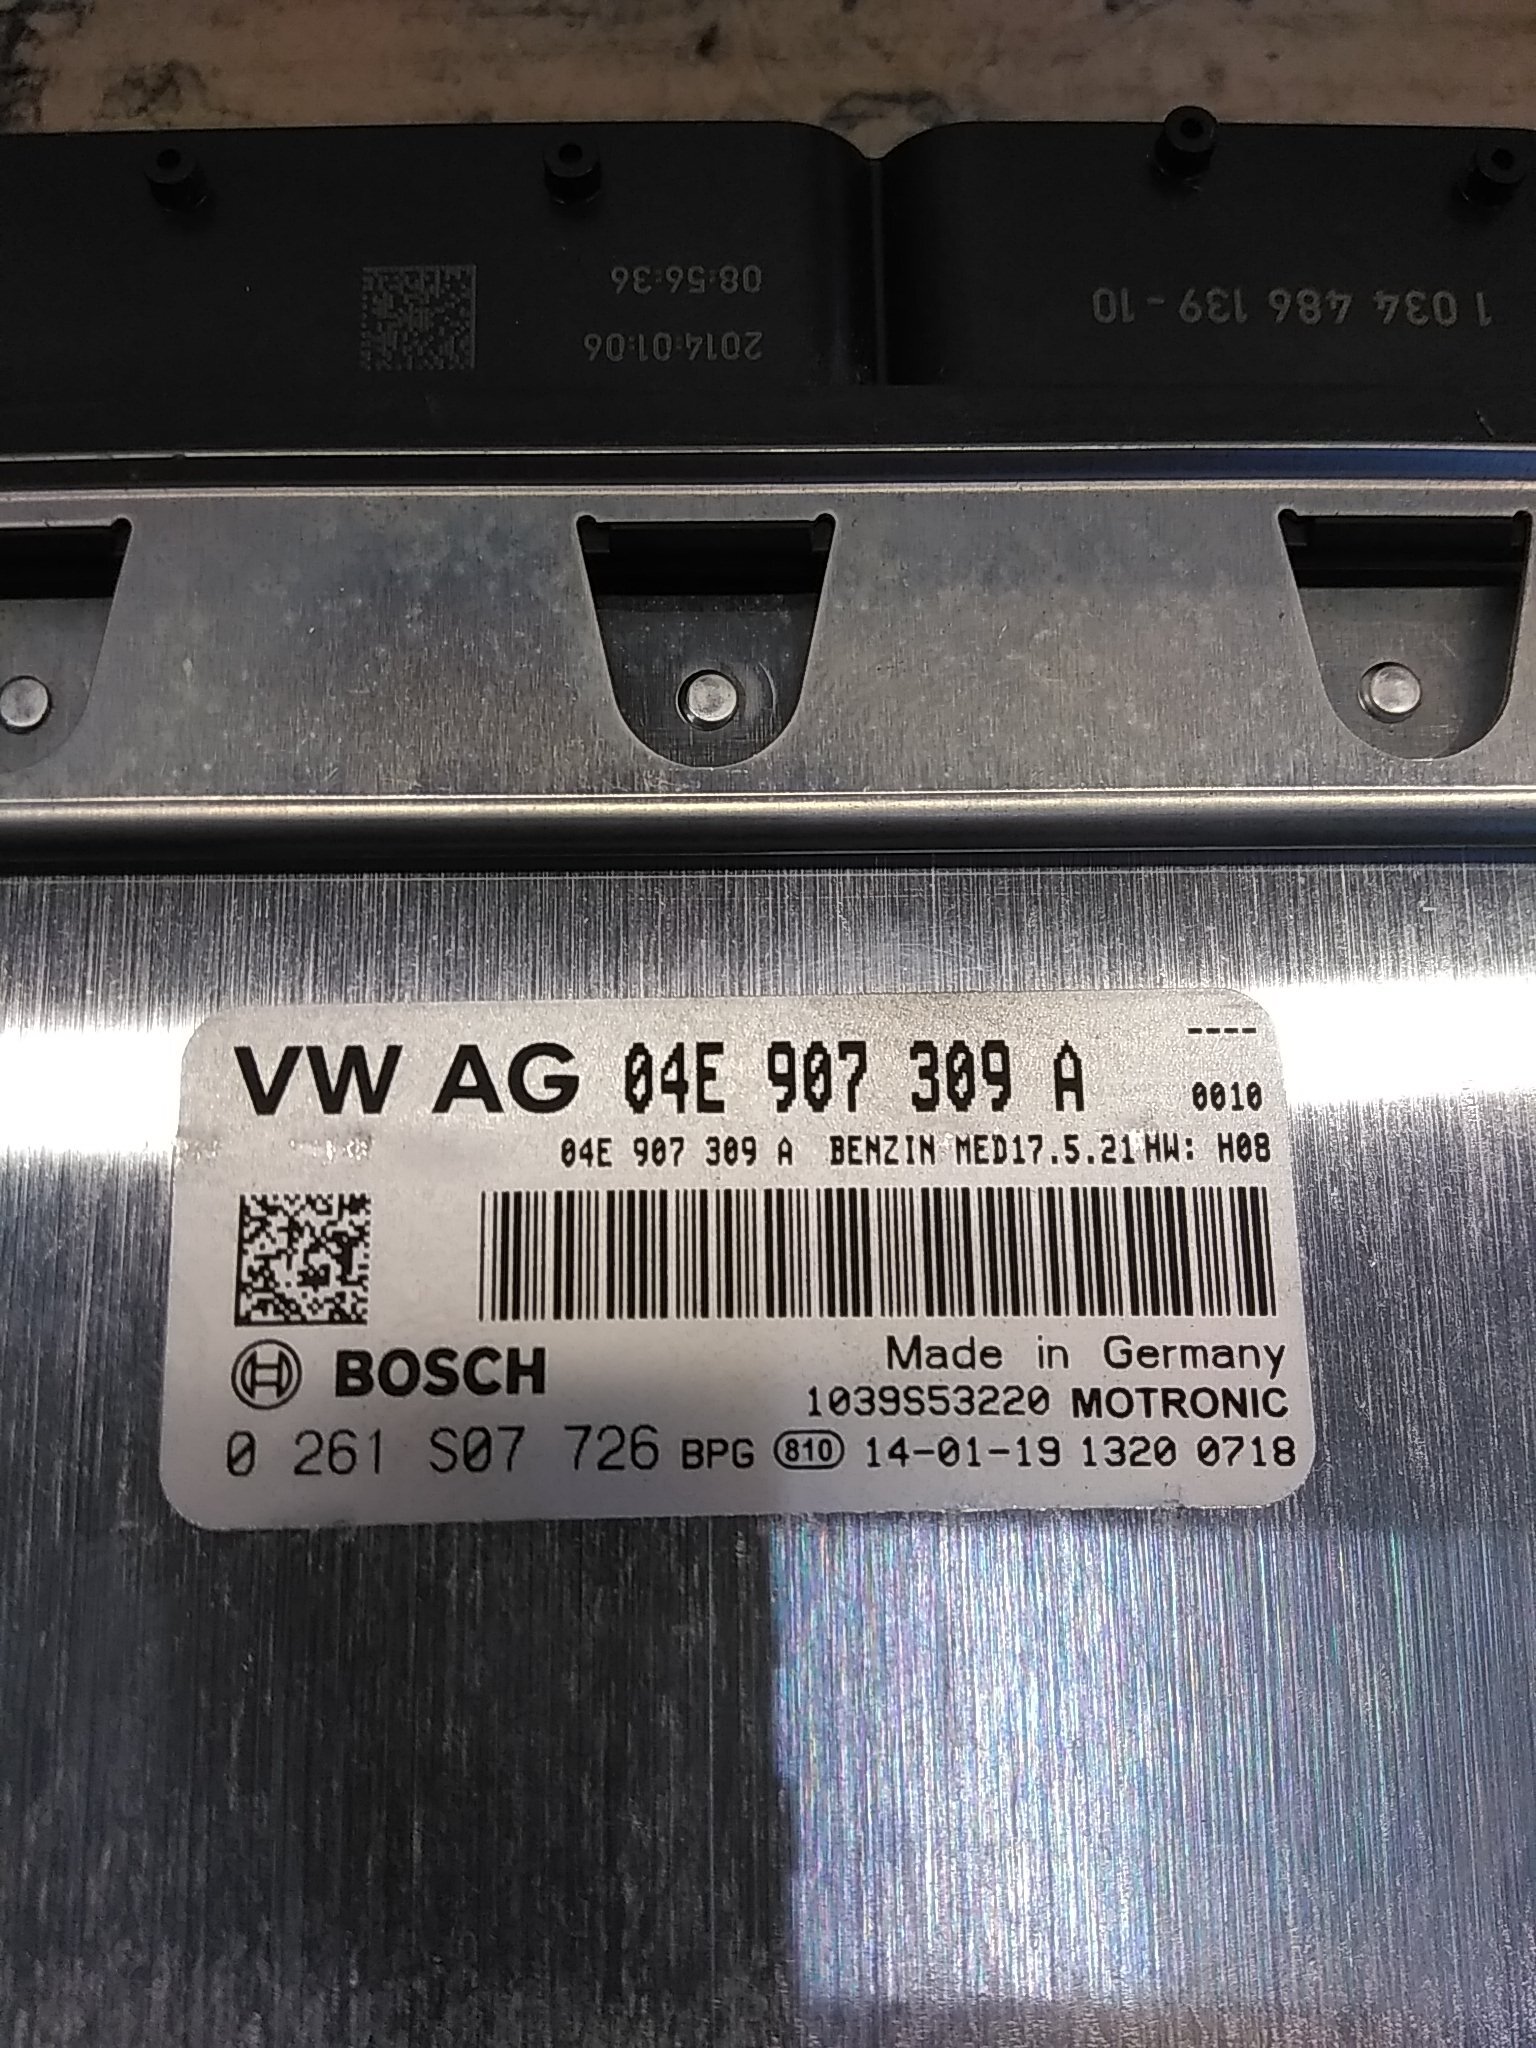 08:56:36
2014:01:06
1 034 486 139 - 10
----
VW AG 04E 907 309 A
0010
04E 907 309 A BENZIN MED17.5.21 HW: H08
BOSCH
Made in Germany
1039S53220 MOTRONIC
0 261 S07 726 BPG 810 14-01-19 1320 0718